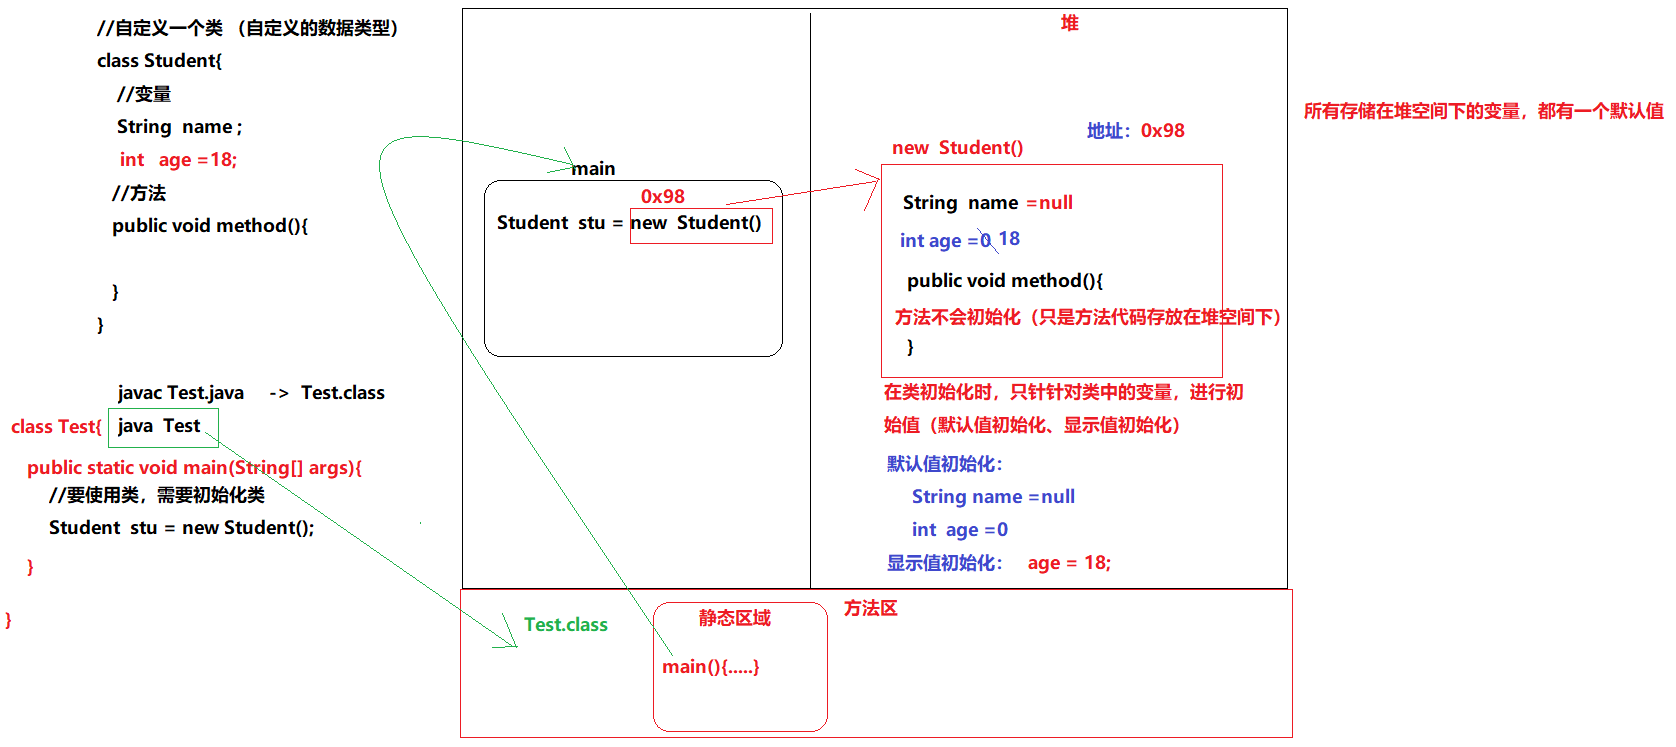 //自定义一个类 （自定义的数据类型）
class Student{
//变量
String name ;
int age =18;
//方法
public void method(){
}
}
javac Test.java -> Test.class
class Test{ java Test
public static void main(String[] args){
//要使用类，需要初始化类
Student stu = new Student();
}
}
main
0x98
Student stu = new Student()
堆
地址：0x98
new Student()
String name =null
int age =0 18
public void method(){
方法不会初始化（只是方法代码存放在堆空间下）
}
在类初始化时，只针针对类中的变量，进行初
始值（默认值初始化、显示值初始化）
默认值初始化：
String name =null
int age =0
显示值初始化： age = 18;
所有存储在堆空间下的变量，都有一个默认值
Test.class
静态区域
main(){.....}
方法区